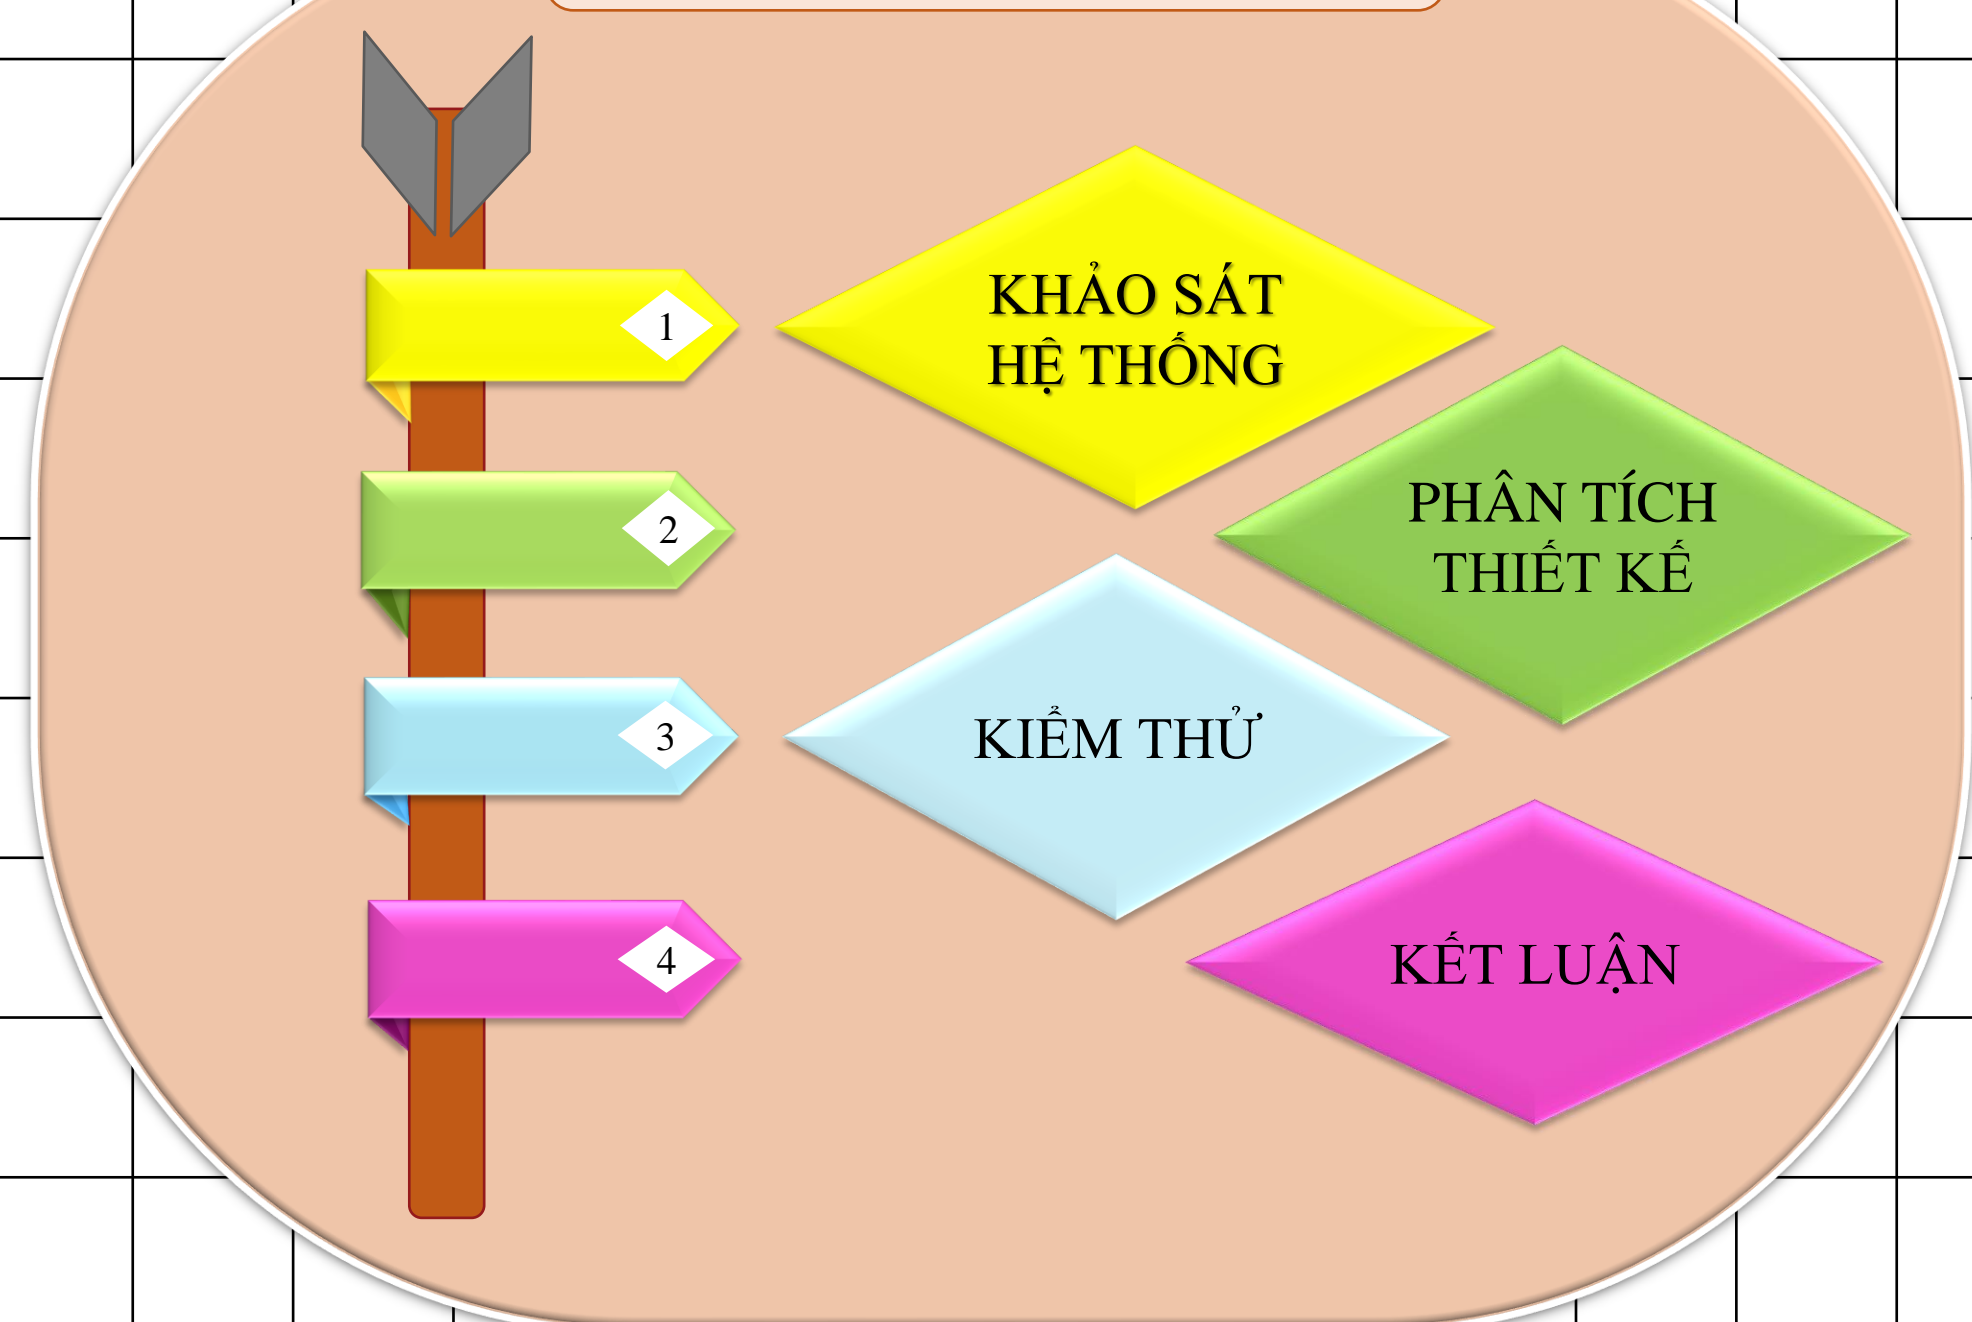 1
KHẢO SÁT
HỆ THỐNG
2
PHÂN TÍCH
THIẾT KẾ
3
KIỂM THỬ
4
KẾT LUẬN